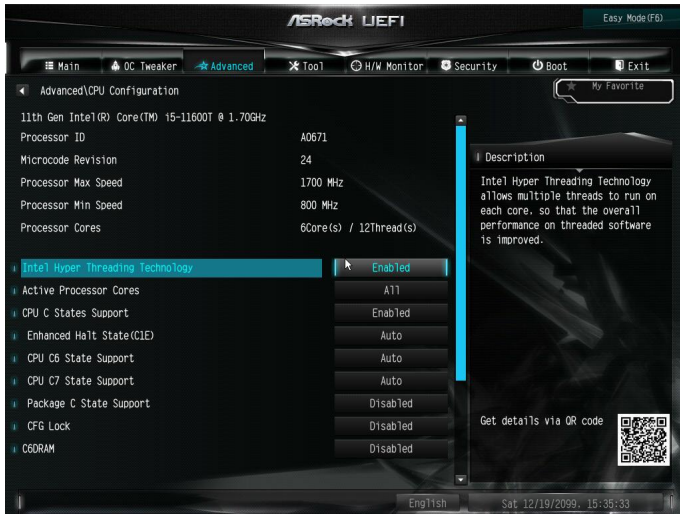 ASRock UEFI
Easy Mode(F6)
Main
OC Tweaker
Advanced
Tool
H/W Monitor
Security
Boot
Exit
Advanced\CPU Configuration
My Favorite
11th Gen Intel(R) Core(TM) i5-11600T @ 1.70GHz
Processor ID A0671
Microcode Revision 24
Processor Max Speed 1700 MHz
Processor Min Speed 800 MHz
Processor Cores 6Core(s) / 12Thread(s)
Intel Hyper Threading Technology Enabled
Active Processor Cores All
CPU C States Support Enabled
Enhanced Halt State(C1E) Auto
CPU C6 State Support Auto
CPU C7 State Support Auto
Package C State Support Disabled
CFG Lock Disabled
C6DRAM Disabled
Description
Intel Hyper Threading Technology
allows multiple threads to run on
each core, so that the overall
performance on threaded software
is improved.
Get details via QR code
English
Sat 12/19/2099, 15:35:33